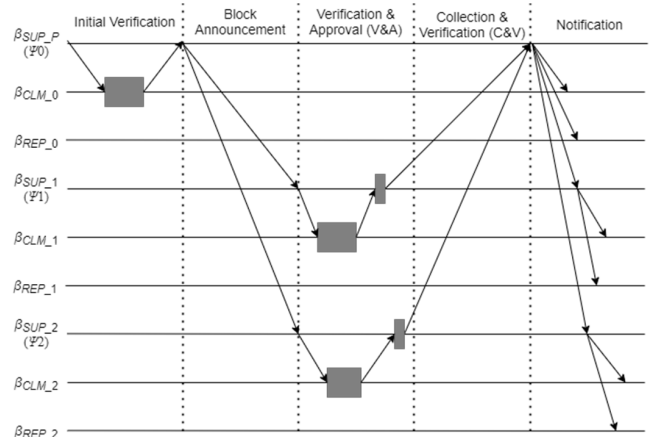 Initial Verification
Block
Announcement
Verification &
Approval (V&A)
Collection &
Verification (C&V)
Notification
βSUP_P
(Ψ0)
βCLM_0
βREP_0
βSUP_1
(Ψ1)
βCLM_1
βREP_1
βSUP_2
(Ψ2)
βCLM_2
βREP_2